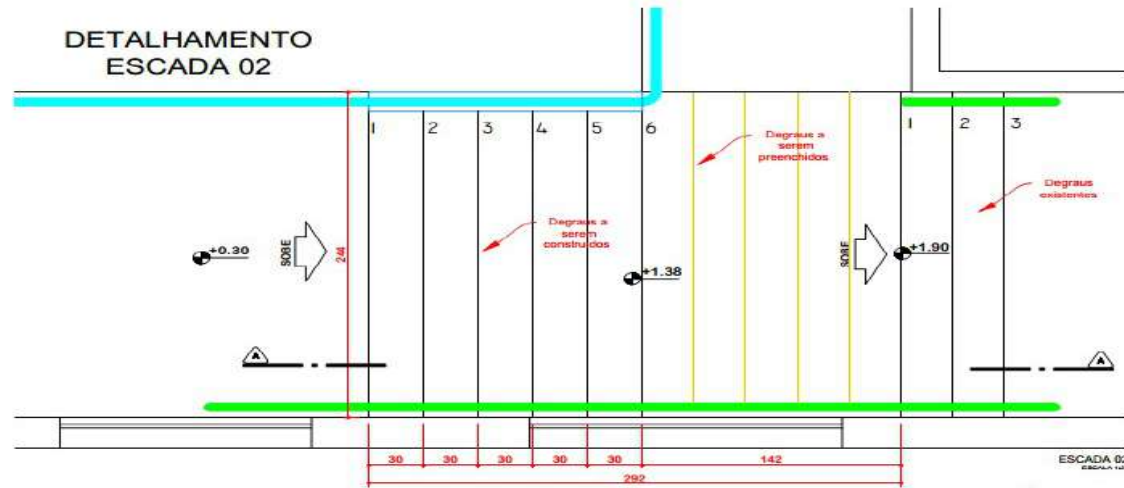 DETALHAMENTO
ESCADA 02
1
2
3
4
5
6
1
2
3
Degraus a
serem
preenchidos
Degraus
existentes
Degraus a
serem
construidos
+0.30
SOBE
244
+1.38
SOBE
+1.90
A
A
30
30
30
30
30
142
292
ESCADA 02